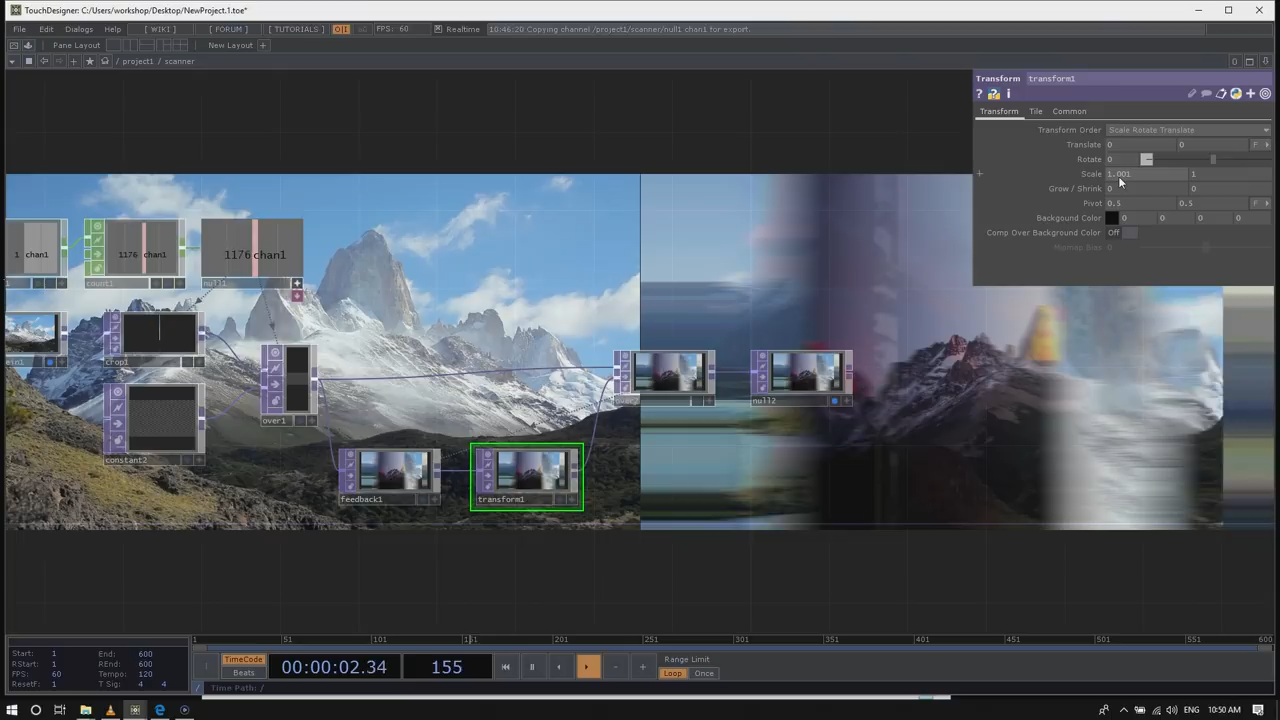 TouchDesigner: C:/Users/workshop/Desktop/NewProject.1.toe*
File Edit Dialogs Help [ WIKI ] [ FORUM ] [ TUTORIALS ] O|I FPS: 60 Realtime 10:46:20 Copying channel /project1/scanner/null1 chan1 for export.
Pane Layout New Layout +
/ project1 / scanner 0
Transform transform1
Transform Tile Common
Transform Order Scale Rotate Translate
Translate 0 0 F
Rotate 0
Scale 1.001 1
Grow / Shrink 0 0
Pivot 0.5 0.5 F
Background Color 0 0 0 0
Comp Over Background Color Off
Mipmap Bias 0
1 chan1
1176 chan1
1176 chan1
count1
null1
crop1
constant2
over1
null2
feedback1
transform1
1 51 101 151 201 251 301 351 401 451 501 551 600
Start: 1 End: 600
RStart: 1 REnd: 600
FPS: 60 Tempo: 120
ResetF: 1 T Sig: 4 4
TimeCode
Beats
00:00:02.34
155
Range Limit
Loop Once
/ Time Path: /
10:50 AM